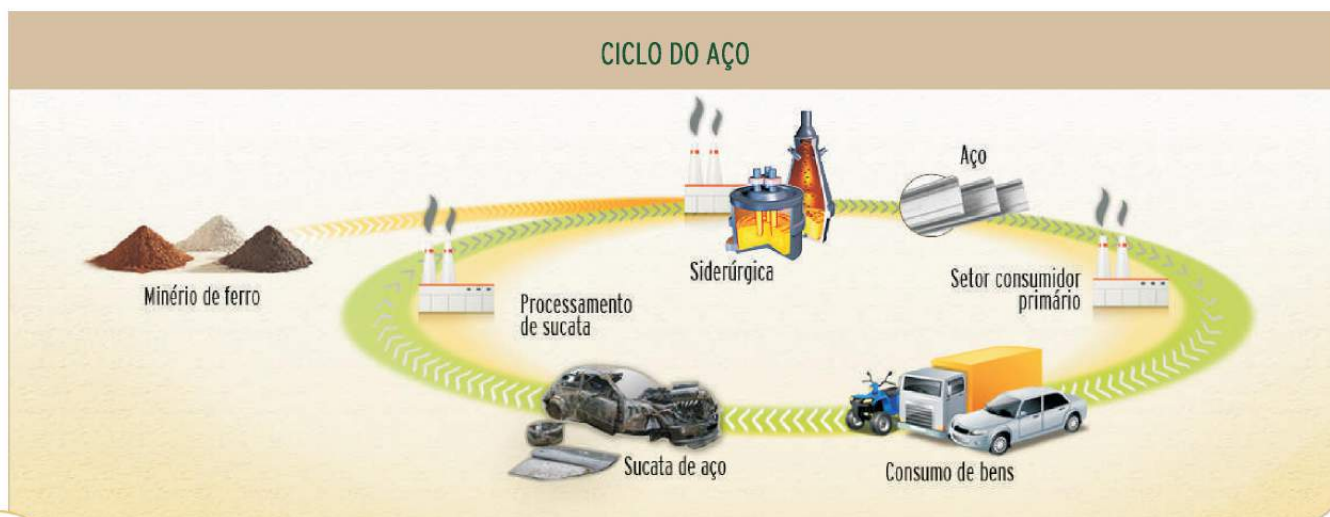 CICLO DO AÇO
Aço
Minério de ferro
Siderúrgica
Setor consumidor
primário
Processamento
de sucata
Sucata de aço
Consumo de bens